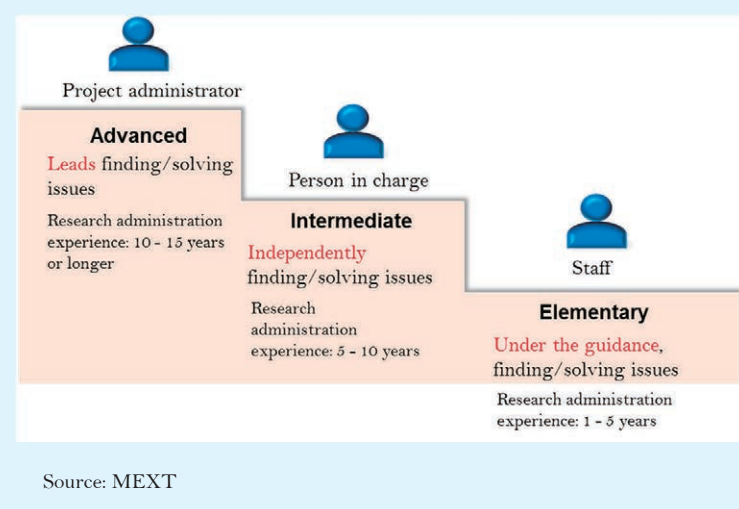 Project administrator
Advanced
Leads finding/solving
issues
Research administration
experience: 10 - 15 years
or longer
Person in charge
Intermediate
Independently
finding/solving issues
Research
administration
experience: 5 - 10 years
Staff
Elementary
Under the guidance,
finding/solving issues
Research administration
experience: 1 - 5 years
Source: MEXT